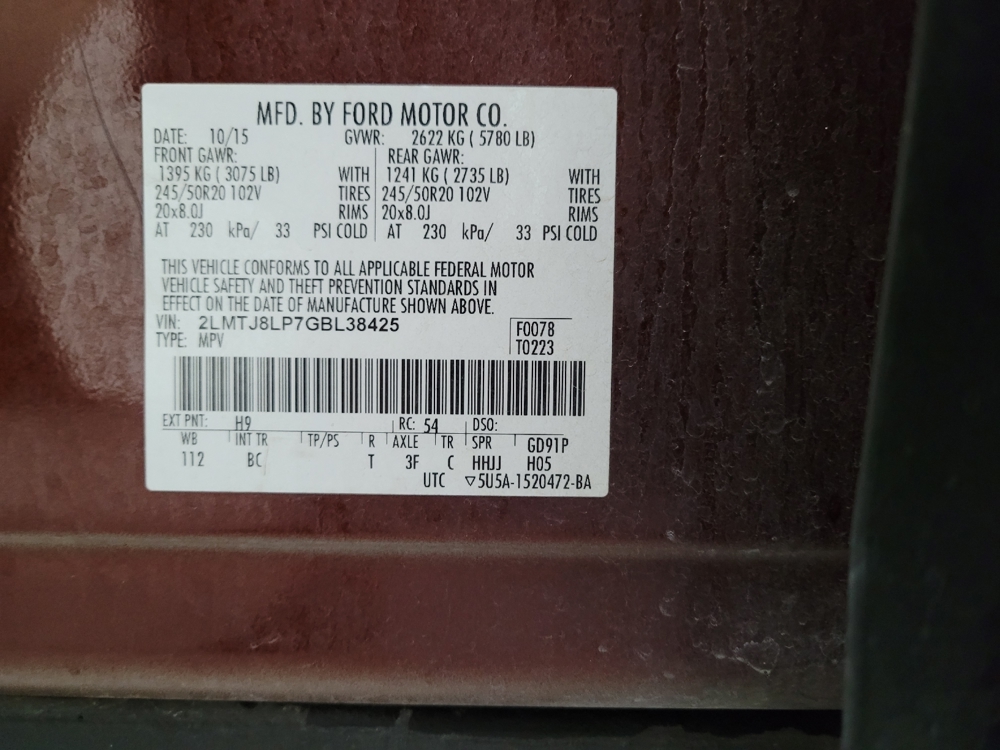 MFD. BY FORD MOTOR CO.
DATE: 10/15 GVWR: 2622 KG ( 5780 LB)
FRONT GAWR: REAR GAWR:
1395 KG ( 3075 LB) WITH 1241 KG ( 2735 LB) WITH
245/50R20 102V TIRES 245/50R20 102V TIRES
20x8.0J RIMS 20x8.0J RIMS
AT 230 kPa/ 33 PSI COLD AT 230 kPa/ 33 PSI COLD
THIS VEHICLE CONFORMS TO ALL APPLICABLE FEDERAL MOTOR
VEHICLE SAFETY AND THEFT PREVENTION STANDARDS IN
EFFECT ON THE DATE OF MANUFACTURE SHOWN ABOVE.
VIN: 2LMTJ8LP7GBL38425 F0078
TYPE: MPV T0223
EXT PNT: H9 RC: 54 DSO:
WB INT TR TP/PS R AXLE TR SPR GD91P
112 BC T 3F C HHJJ H05
UTC ▽5U5A-1520472-BA